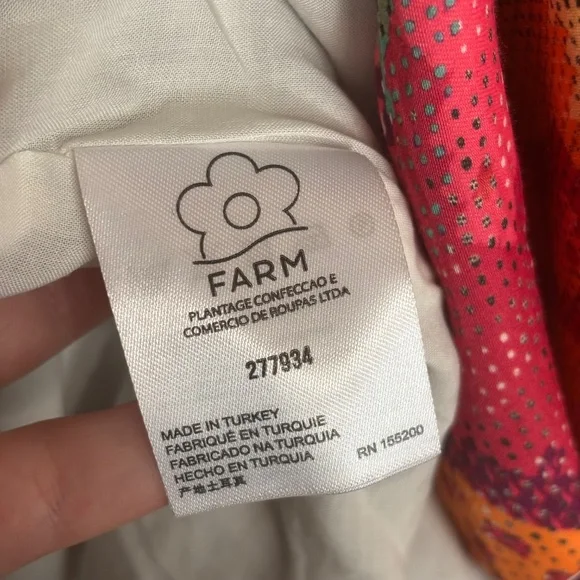 FARM
PLANTAGE CONFECCAO E
COMERCIO DE ROUPAS LTDA
277934
MADE IN TURKEY
FABRIQUÉ EN TURQUIE
FABRICADO NA TURQUIA
HECHO EN TURQUIA
产地土耳其
RN 155200